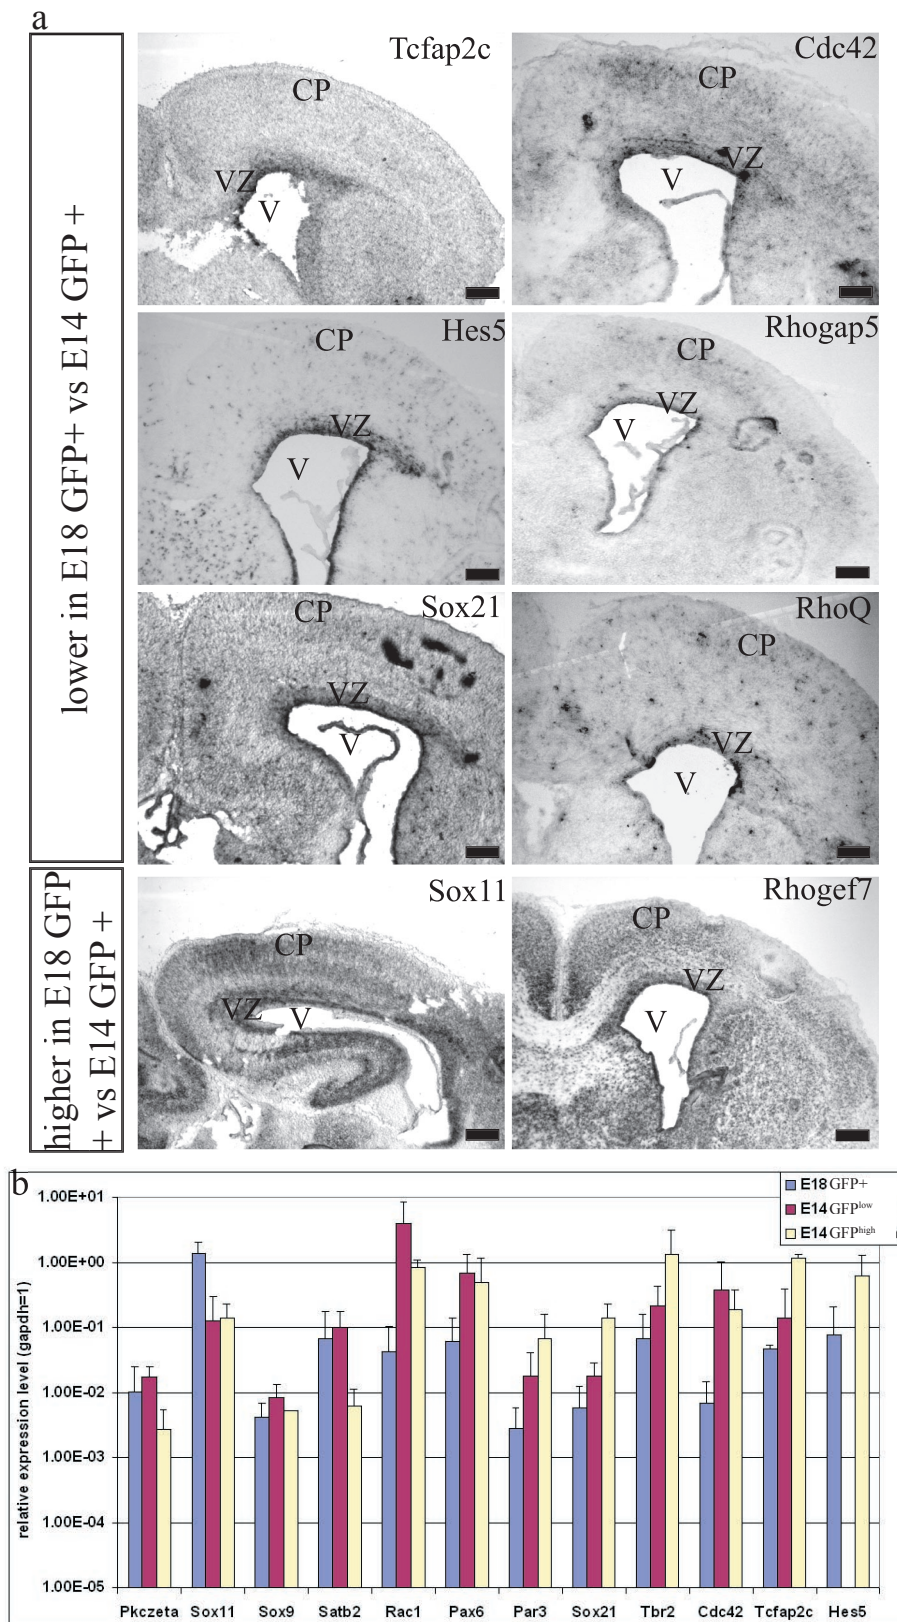 a
lower in E18 GFP+ vs E14 GFP +
Tcfap2c
CP
VZ
V
Cdc42
CP
VZ
V
Hes5
CP
VZ
V
Rhogap5
CP
VZ
V
Sox21
CP
VZ
V
RhoQ
CP
VZ
V
higher in E18 GFP
+ vs E14 GFP +
Sox11
CP
VZ
V
Rhogef7
CP
VZ
V
b
E18 GFP+
E14 GFPlow
E14 GFPhigh
relative expression level (gapdh=1)
1.00E+01
1.00E+00
1.00E-01
1.00E-02
1.00E-03
1.00E-04
1.00E-05
Pkczeta Sox11 Sox9 Satb2 Rac1 Pax6 Par3 Sox21 Tbr2 Cdc42 Tcfap2c Hes5